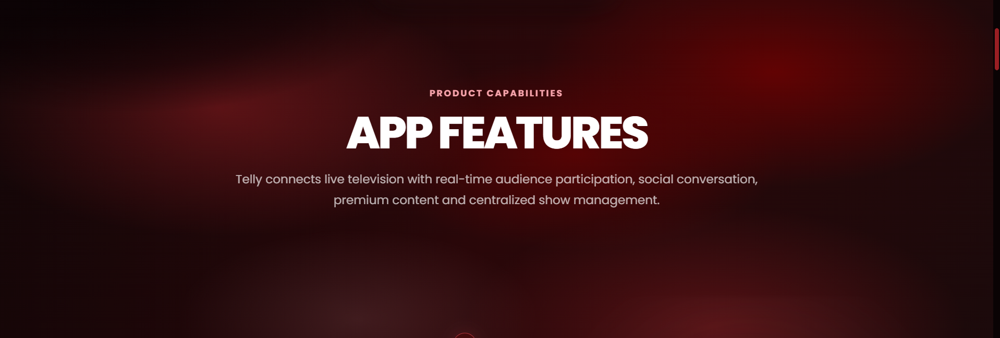 PRODUCT CAPABILITIES
APP FEATURES
Telly connects live television with real-time audience participation, social conversation,
premium content and centralized show management.